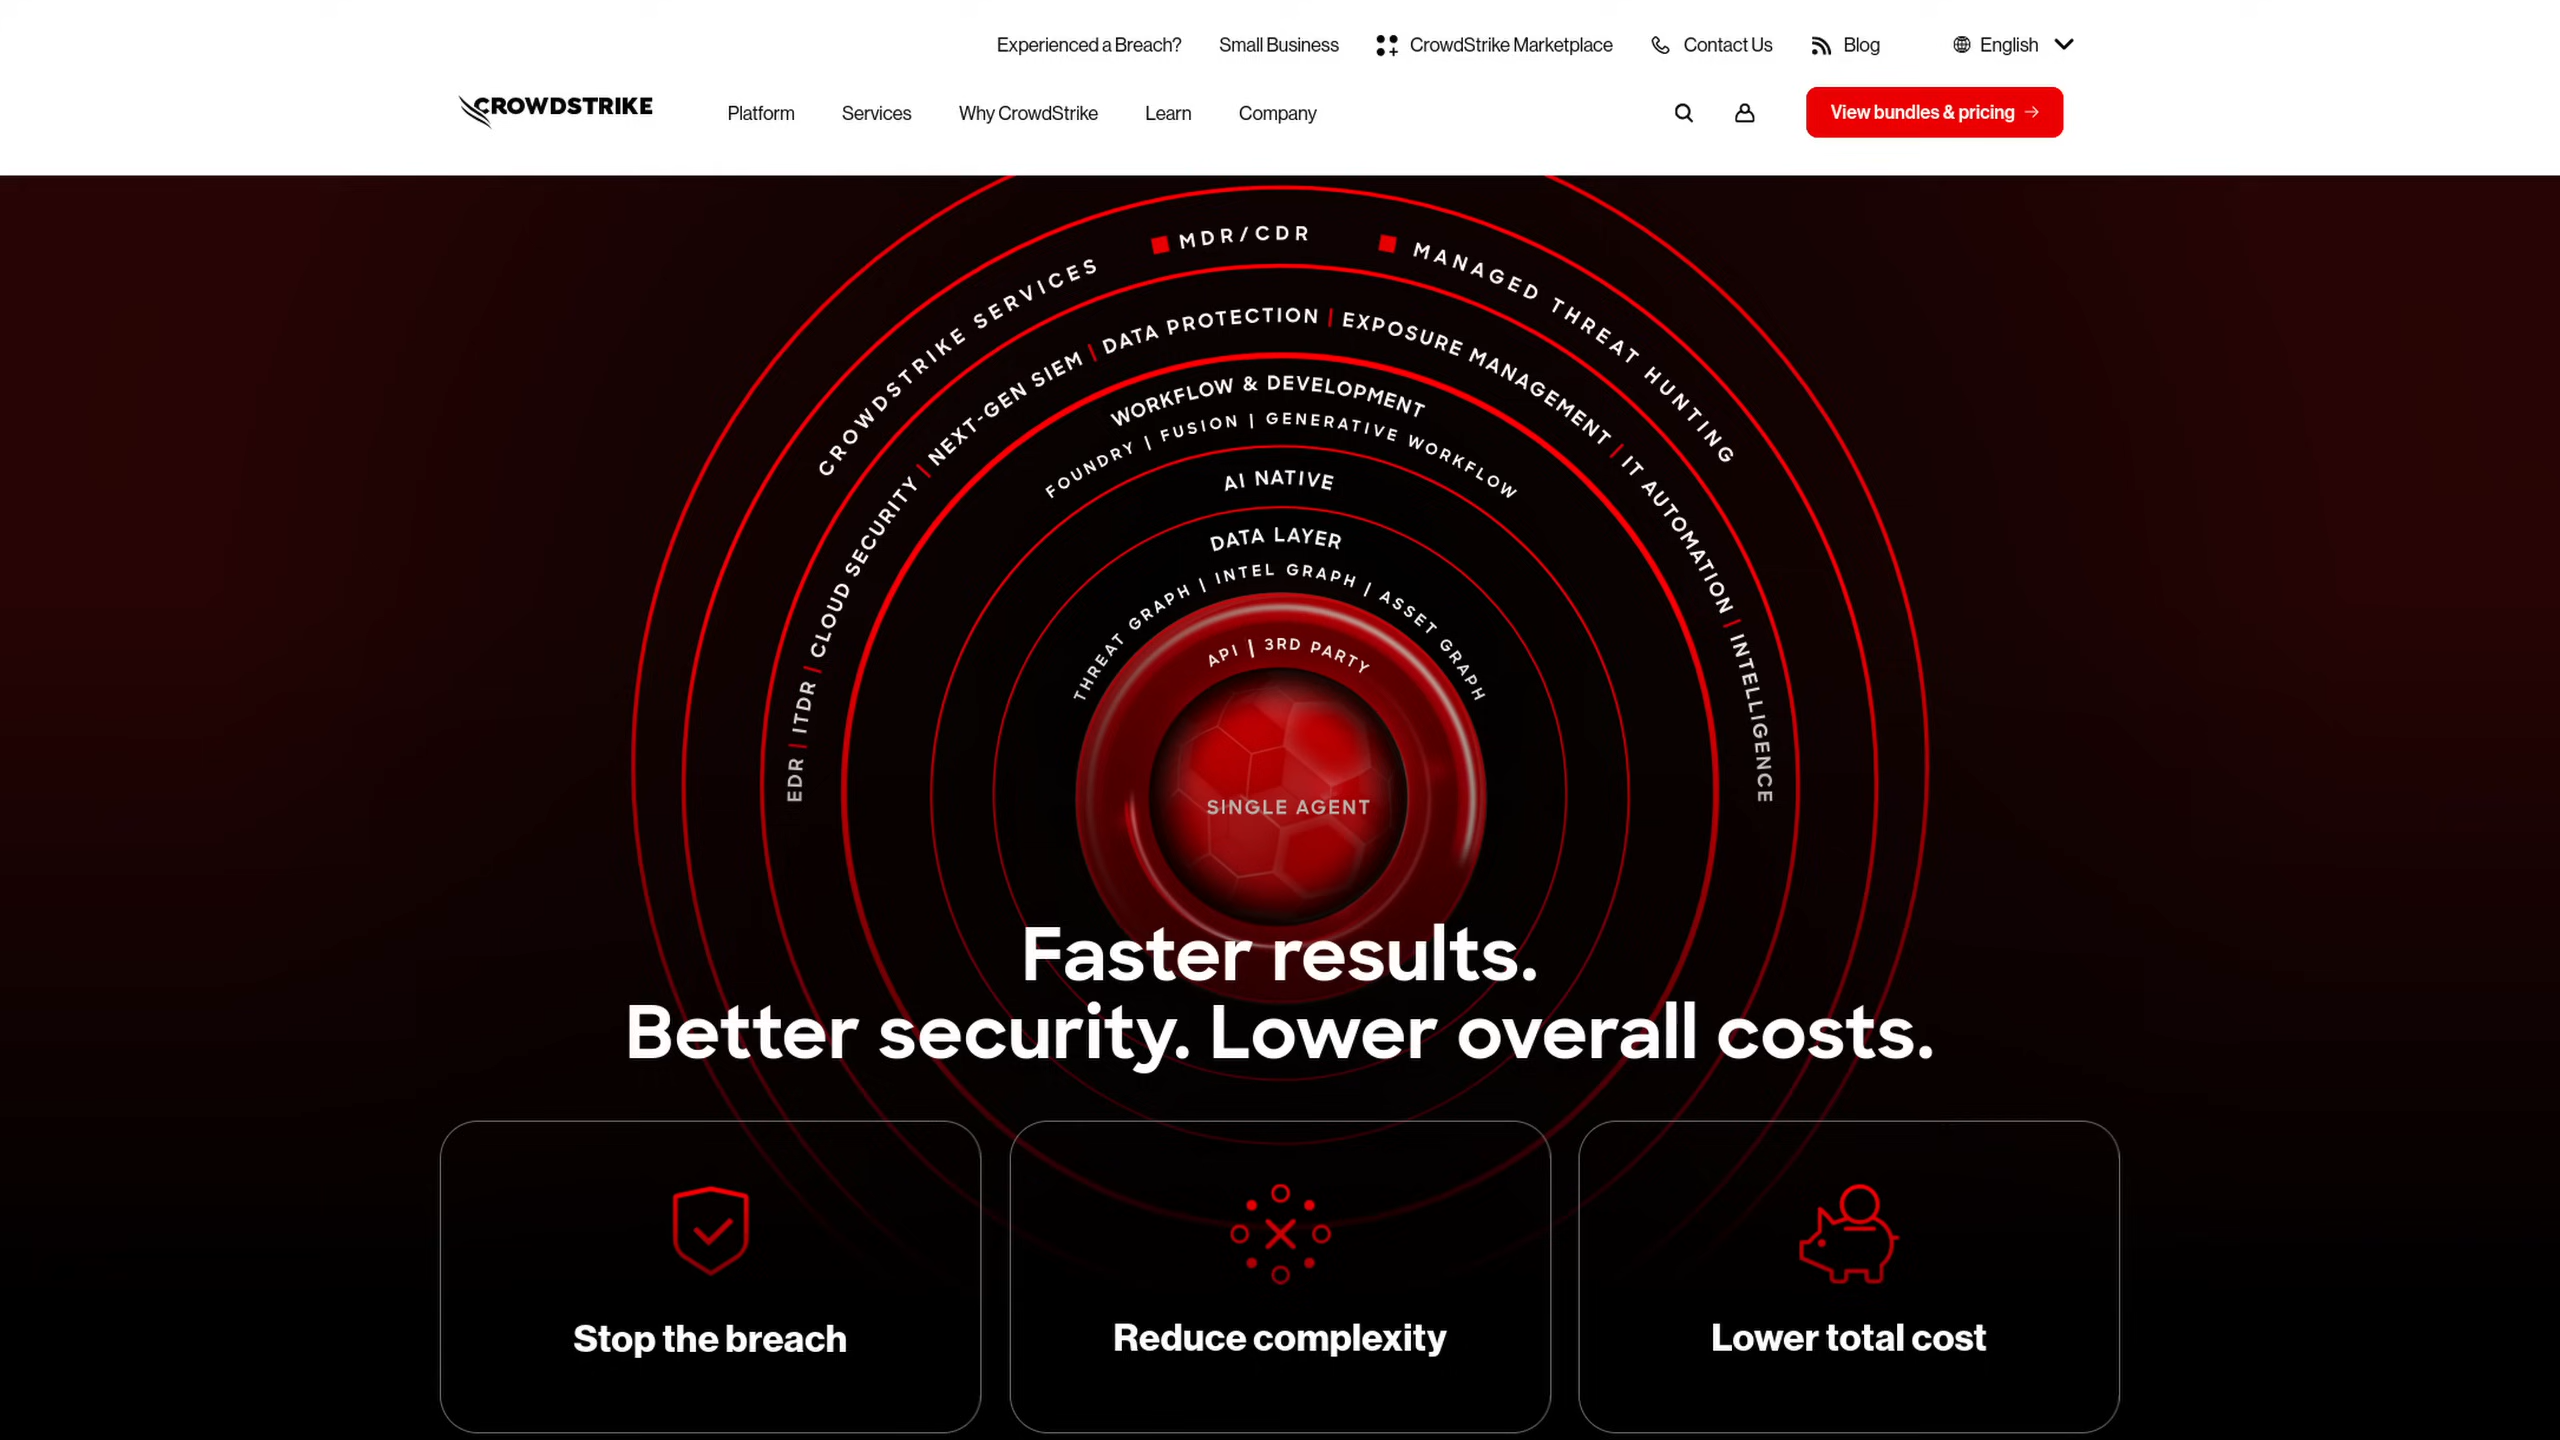 Experienced a Breach?
Small Business
CrowdStrike Marketplace
Contact Us
Blog
English
CROWDSTRIKE
Platform
Services
Why CrowdStrike
Learn
Company
View bundles & pricing →
CROWDSTRIKE SERVICES ■ MDR/CDR ■ MANAGED THREAT HUNTING
EDR | ITDR | CLOUD SECURITY | NEXT-GEN SIEM | DATA PROTECTION | EXPOSURE MANAGEMENT | IT AUTOMATION | INTELLIGENCE
WORKFLOW & DEVELOPMENT
FOUNDRY | FUSION | GENERATIVE WORKFLOW
AI NATIVE
DATA LAYER
THREAT GRAPH | INTEL GRAPH | ASSET GRAPH
API | 3RD PARTY
SINGLE AGENT
Faster results.
Better security. Lower overall costs.
Stop the breach
Reduce complexity
Lower total cost